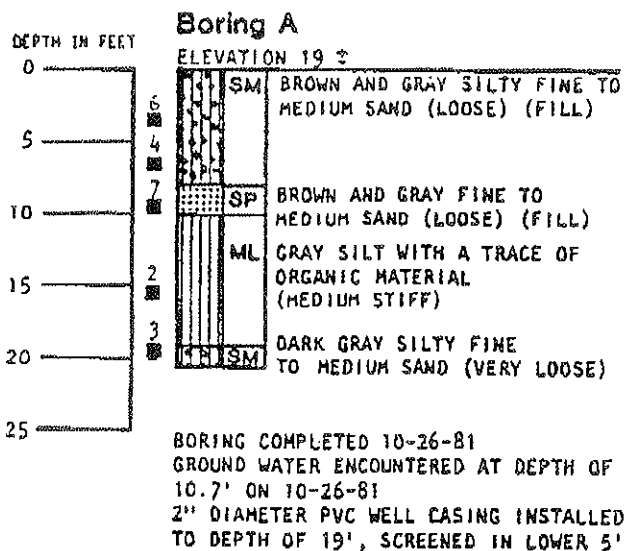 Boring A
DEPTH IN FEET
ELEVATION 19 ±
0
SM BROWN AND GRAY SILTY FINE TO
MEDIUM SAND (LOOSE) (FILL)
6
5
4
7
SP BROWN AND GRAY FINE TO
10
MEDIUM SAND (LOOSE) (FILL)
ML GRAY SILT WITH A TRACE OF
ORGANIC MATERIAL
(MEDIUM STIFF)
2
15
3
DARK GRAY SILTY FINE
20
SM TO MEDIUM SAND (VERY LOOSE)
25
BORING COMPLETED 10-26-81
GROUND WATER ENCOUNTERED AT DEPTH OF
10.7' ON 10-26-81
2" DIAMETER PVC WELL CASING INSTALLED
TO DEPTH OF 19', SCREENED IN LOWER 5'